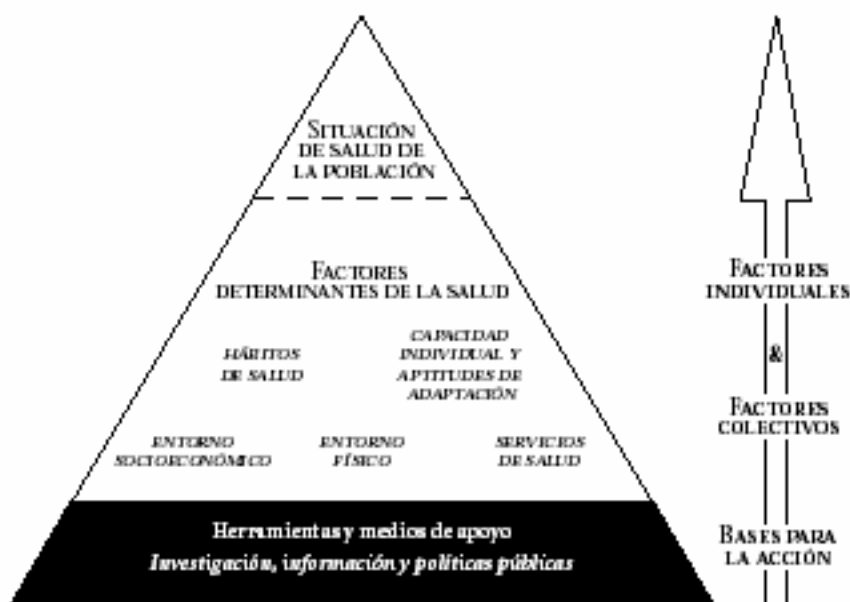 SITUACIÓN
DE SALUD DE
LA POBLACIÓN
FACTORES
DETERMINANTES DE LA SALUD
HÁBITOS
DE SALUD
CAPACIDAD
INDIVIDUAL Y
APTITUDES DE
ADAPTACIÓN
ENTORNO
SOCIOECONÓMICO
ENTORNO
FÍSICO
SERVICIOS
DE SALUD
Herramientas y medios de apoyo
Investigación, información y políticas públicas
FACTORES
INDIVIDUALES
&
FACTORES
COLECTIVOS
BASES PARA
LA ACCIÓN